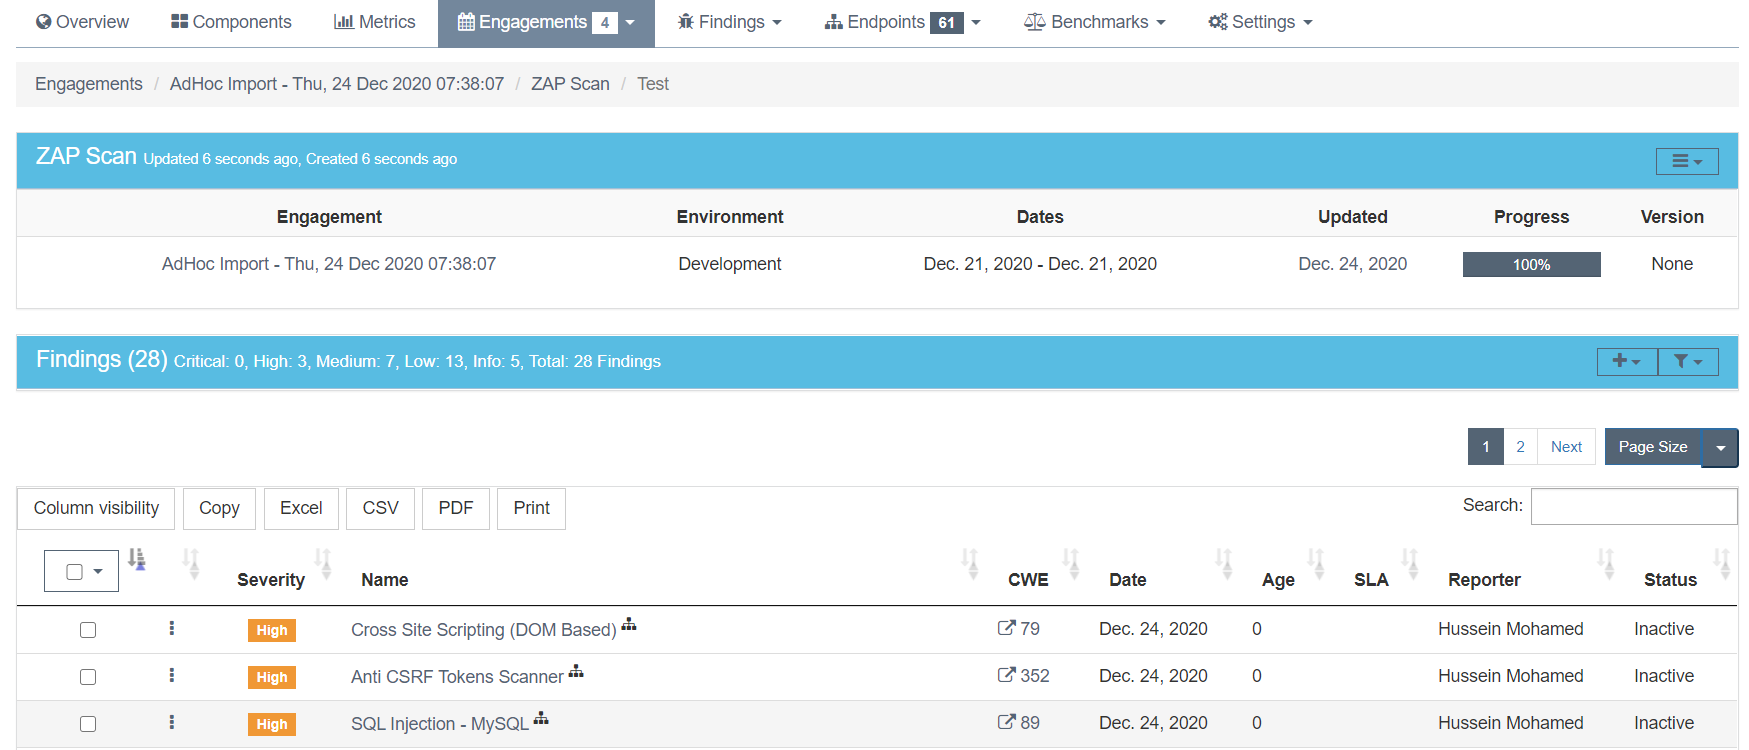 Overview Components Metrics Engagements 4 Findings Endpoints 61 Benchmarks Settings
Engagements / AdHoc Import - Thu, 24 Dec 2020 07:38:07 / ZAP Scan / Test
ZAP Scan Updated 6 seconds ago, Created 6 seconds ago
Engagement Environment Dates Updated Progress Version
AdHoc Import - Thu, 24 Dec 2020 07:38:07 Development Dec. 21, 2020 - Dec. 21, 2020 Dec. 24, 2020 100% None
Findings (28) Critical: 0, High: 3, Medium: 7, Low: 13, Info: 5, Total: 28 Findings
1 2 Next Page Size
Column visibility Copy Excel CSV PDF Print Search:
Severity Name CWE Date Age SLA Reporter Status
High Cross Site Scripting (DOM Based) 79 Dec. 24, 2020 0 Hussein Mohamed Inactive
High Anti CSRF Tokens Scanner 352 Dec. 24, 2020 0 Hussein Mohamed Inactive
High SQL Injection - MySQL 89 Dec. 24, 2020 0 Hussein Mohamed Inactive